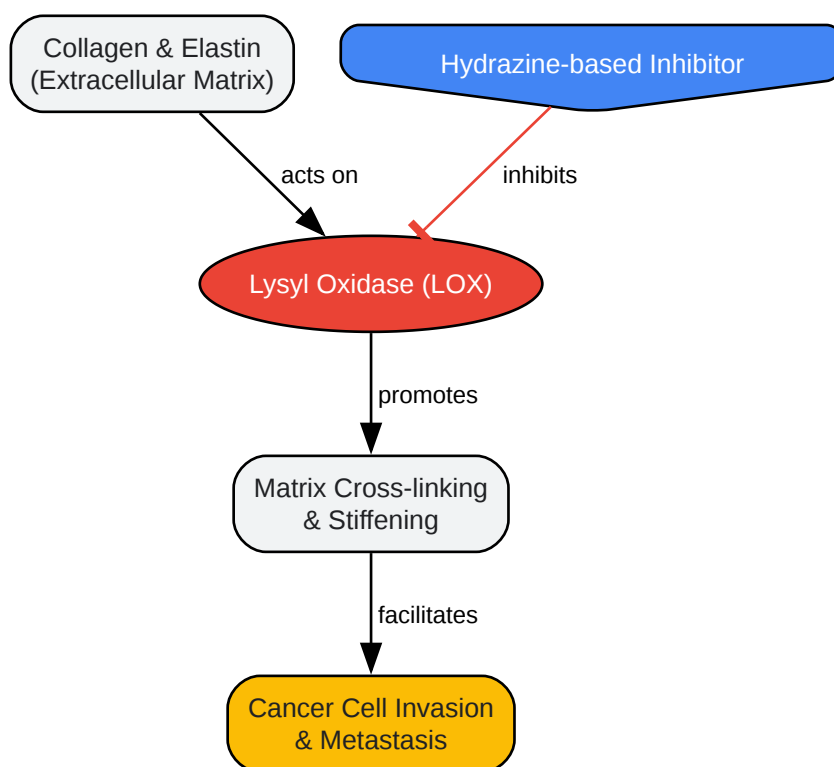 Collagen & Elastin
(Extracellular Matrix)
Hydrazine-based Inhibitor
acts on
inhibits
Lysyl Oxidase (LOX)
promotes
Matrix Cross-linking
& Stiffening
facilitates
Cancer Cell Invasion
& Metastasis